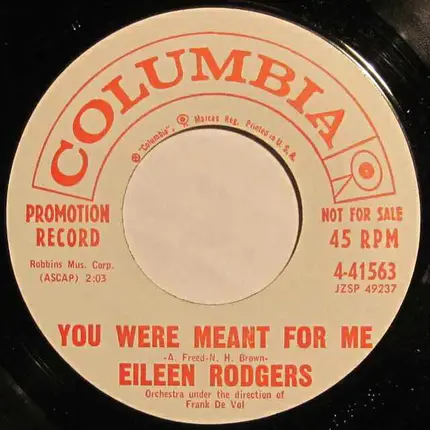 COLUMBIA
® "Columbia", ® Marcas Reg. Printed in U. S. A.
PROMOTION
RECORD
NOT FOR SALE
45 RPM
Robbins Mus. Corp.
(ASCAP) 2:03
4-41563
JZSP 49237
YOU WERE MEANT FOR ME
-A. Freed-N. H. Brown-
EILEEN RODGERS
Orchestra under the direction of
Frank De Vol